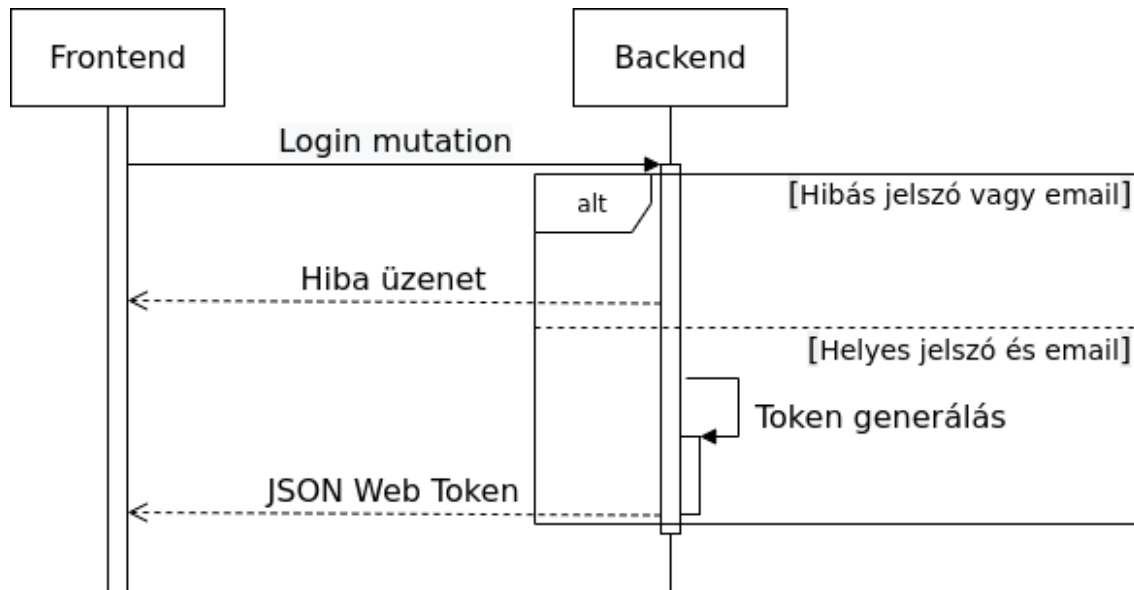 Frontend
Backend
Login mutation
alt
[Hibás jelszó vagy email]
Hiba üzenet
[Helyes jelszó és email]
Token generálás
JSON Web Token